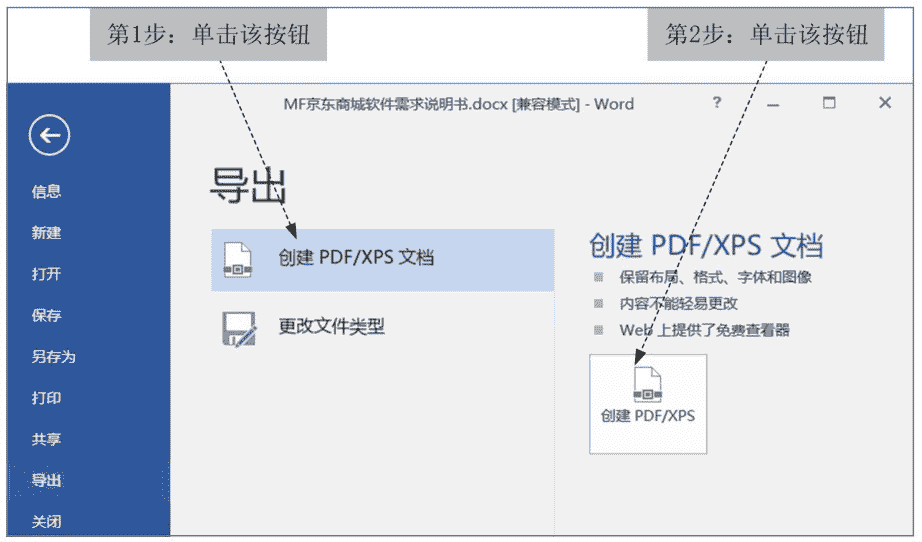 第1步：单击该按钮
第2步：单击该按钮
MF京东商城软件需求说明书.docx [兼容模式] - Word
?
信息
新建
打开
保存
另存为
打印
共享
导出
关闭
导出
创建 PDF/XPS 文档
更改文件类型
创建 PDF/XPS 文档
保留布局、格式、字体和图像
内容不能轻易更改
Web 上提供了免费查看器
创建 PDF/XPS